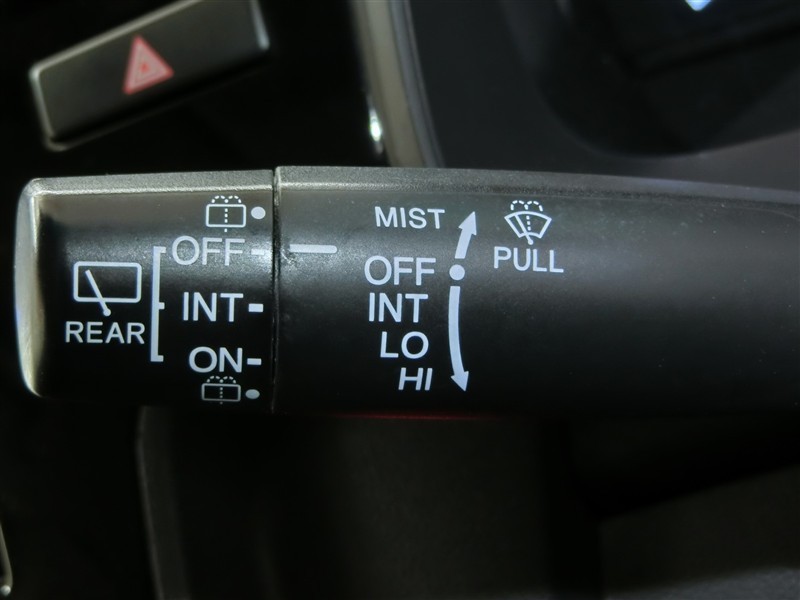 REAR
OFF
INT
ON
MIST
OFF
INT
LO
HI
PULL